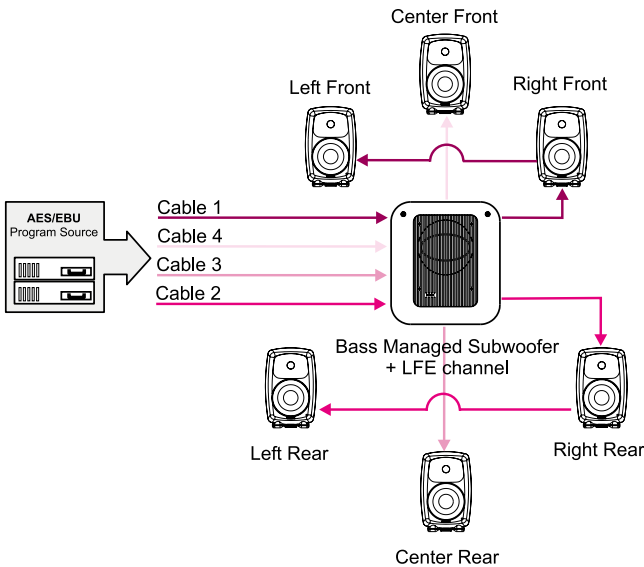 Center Front
Left Front
Right Front
AES/EBU
Program Source
Cable 1
Cable 4
Cable 3
Cable 2
Bass Managed Subwoofer
+ LFE channel
Left Rear
Right Rear
Center Rear